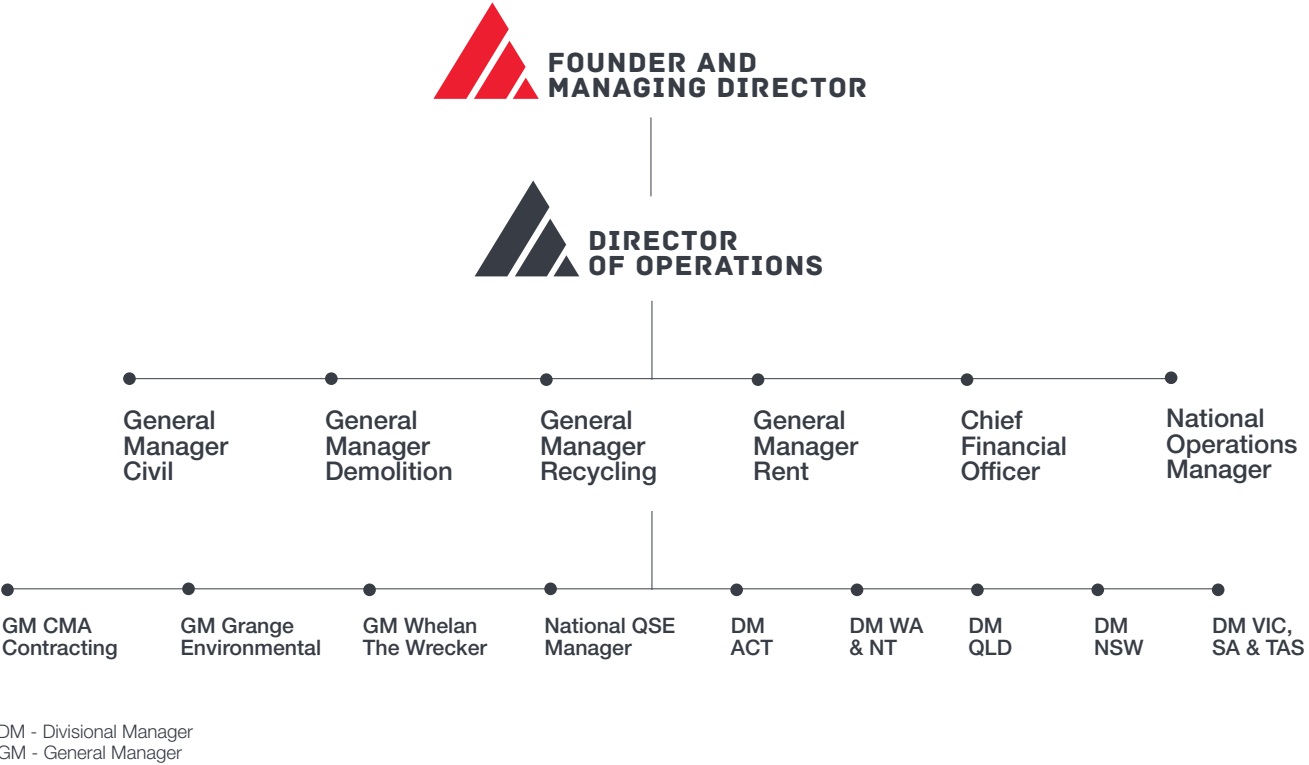 FOUNDER AND
MANAGING DIRECTOR
DIRECTOR
OF OPERATIONS
General
Manager
Civil
General
Manager
Demolition
General
Manager
Recycling
General
Manager
Rent
Chief
Financial
Officer
National
Operations
Manager
GM CMA
Contracting
GM Grange
Environmental
GM Whelan
The Wrecker
National QSE
Manager
DM
ACT
DM WA
& NT
DM
QLD
DM
NSW
DM VIC,
SA & TAS
DM - Divisional Manager
GM - General Manager